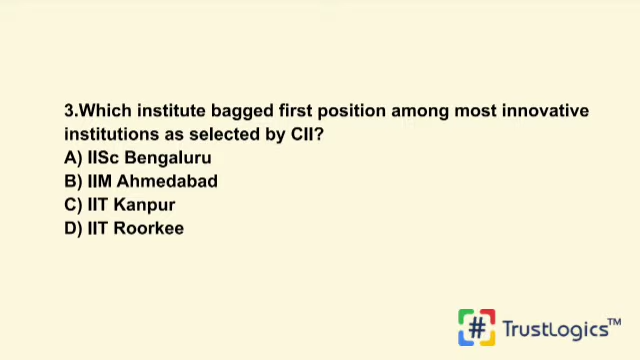 3.Which institute bagged first position among most innovative
institutions as selected by CII?
A) IISc Bengaluru
B) IIM Ahmedabad
C) IIT Kanpur
D) IIT Roorkee
# TrustLogics™